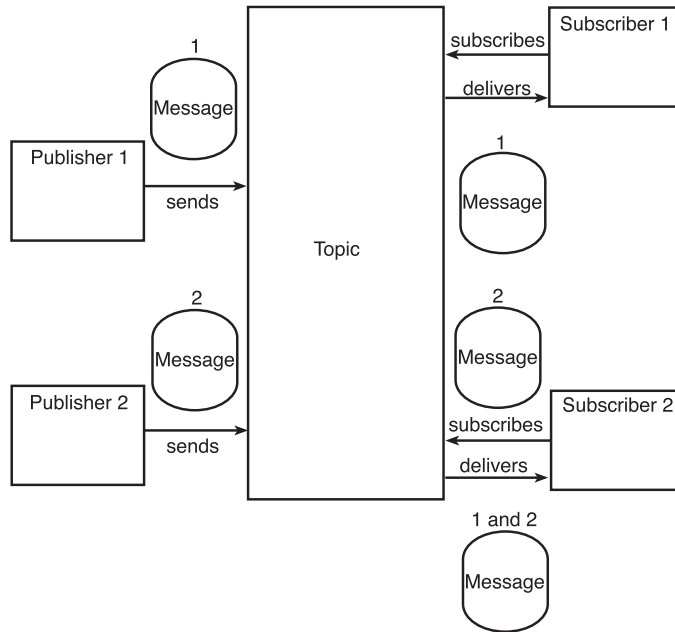 Subscriber 1
subscribes
delivers
1
Message
Publisher 1
sends
1
Message
Topic
2
Message
2
Message
Publisher 2
sends
Subscriber 2
subscribes
delivers
1 and 2
Message